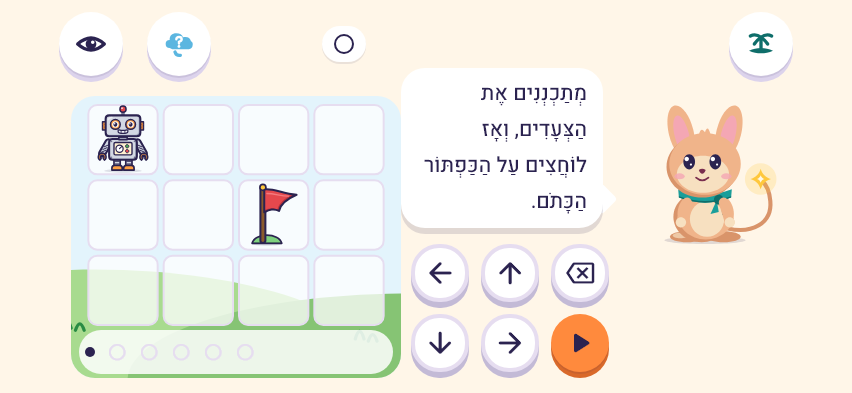 מְתַכְנְנִים אֶת
הַצְּעָדִים, וְאָז
לוֹחֲצִים עַל הַכַּפְתּוֹר
הַכָּתֹם.